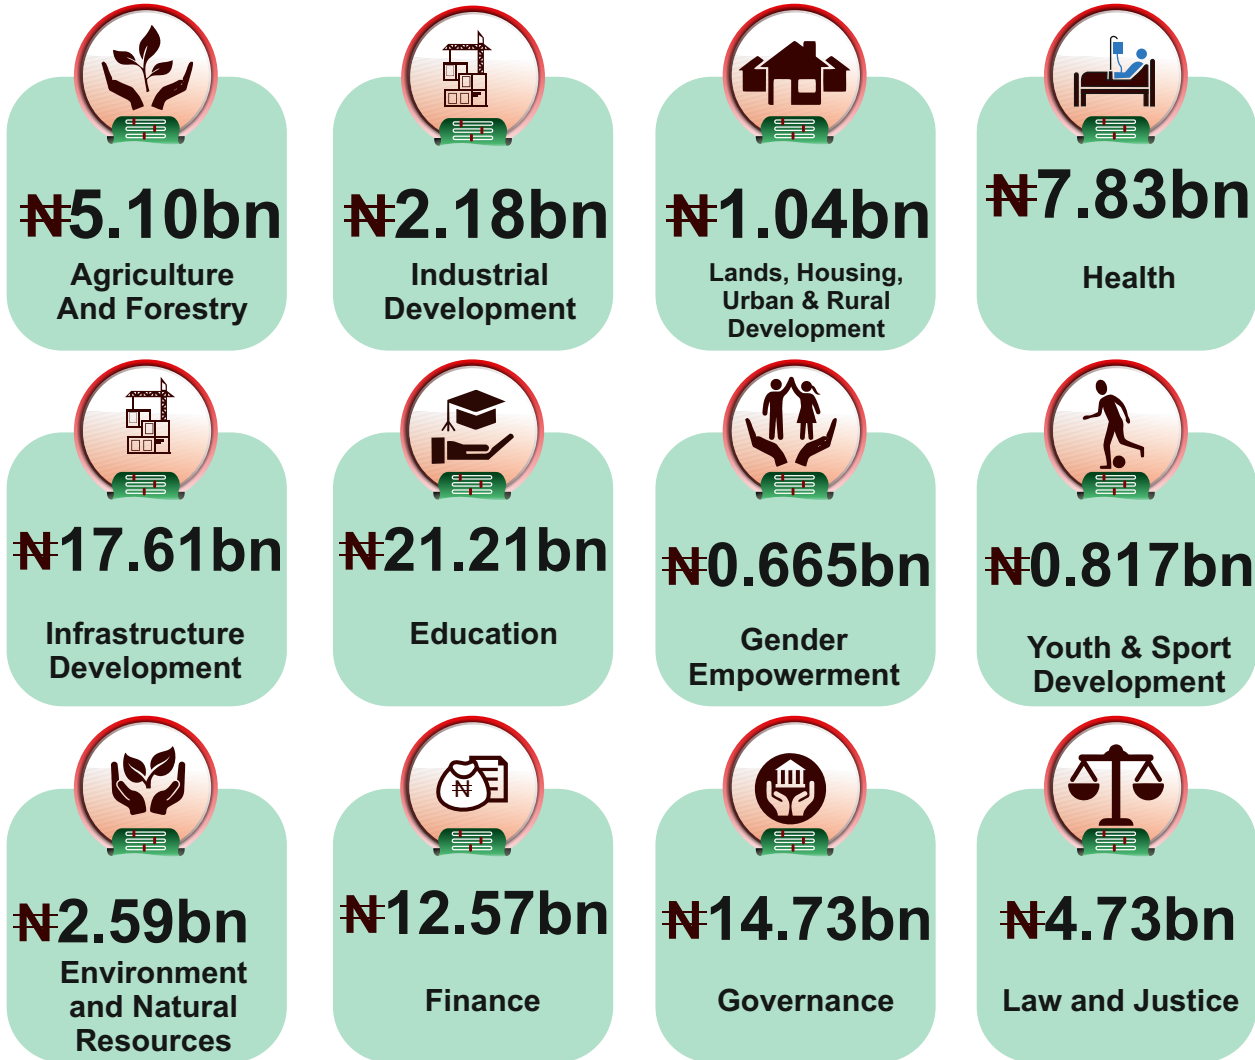 ₦5.10bn
Agriculture
And Forestry
₦2.18bn
Industrial
Development
₦1.04bn
Lands, Housing,
Urban & Rural
Development
₦7.83bn
Health
₦17.61bn
Infrastructure
Development
₦21.21bn
Education
₦0.665bn
Gender
Empowerment
₦0.817bn
Youth & Sport
Development
₦2.59bn
Environment
and Natural
Resources
₦
₦12.57bn
Finance
₦14.73bn
Governance
₦4.73bn
Law and Justice